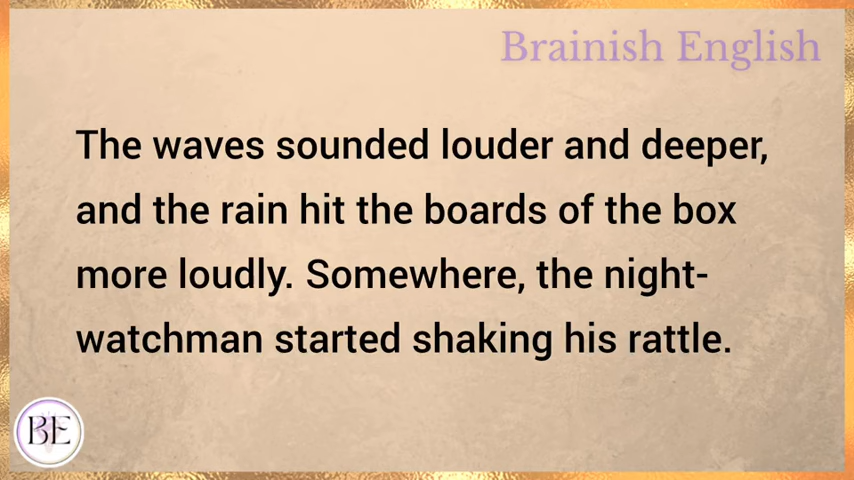 Brainish English
The waves sounded louder and deeper,
and the rain hit the boards of the box
more loudly. Somewhere, the night-
watchman started shaking his rattle.
BE